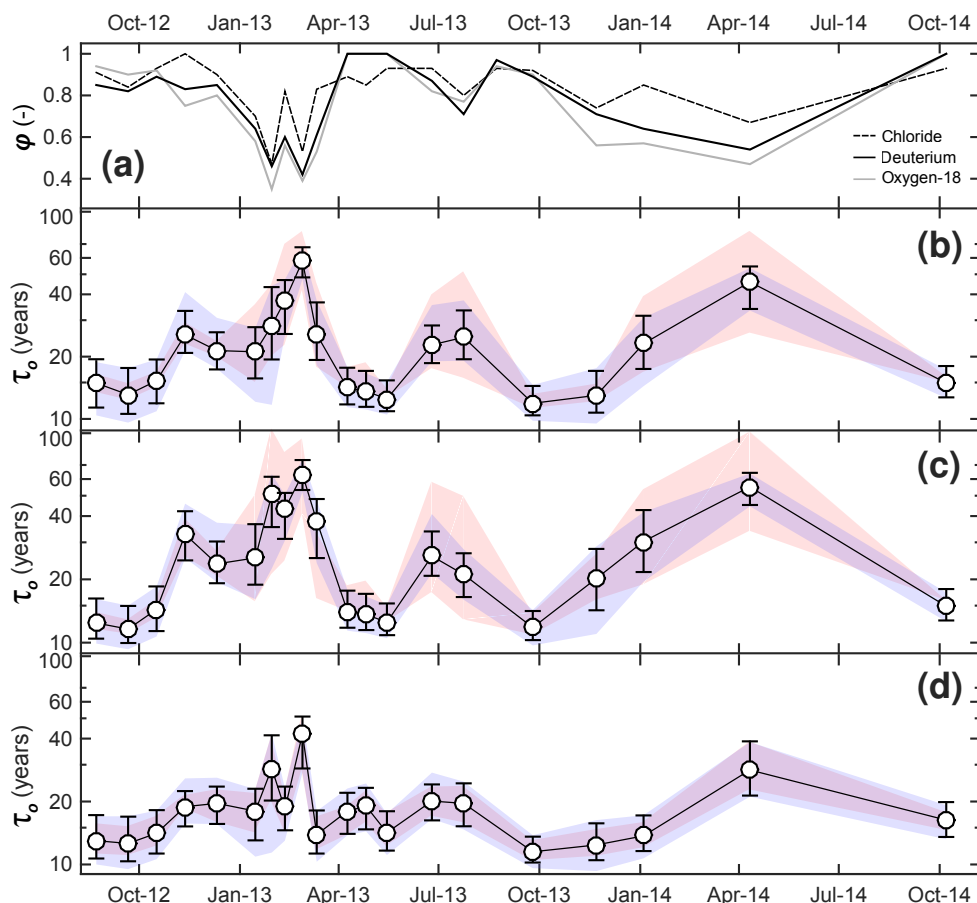 Oct-12 Jan-13 Apr-13 Jul-13 Oct-13 Jan-14 Apr-14 Jul-14 Oct-14
1
0.8
0.6
0.4
φ (-)
(a)
Chloride
Deuterium
Oxygen-18
100
60
40
20
10
τo (years)
(b)
100
60
40
20
10
τo (years)
(c)
100
60
40
20
10
τo (years)
(d)
Oct-12 Jan-13 Apr-13 Jul-13 Oct-13 Jan-14 Apr-14 Jul-14 Oct-14